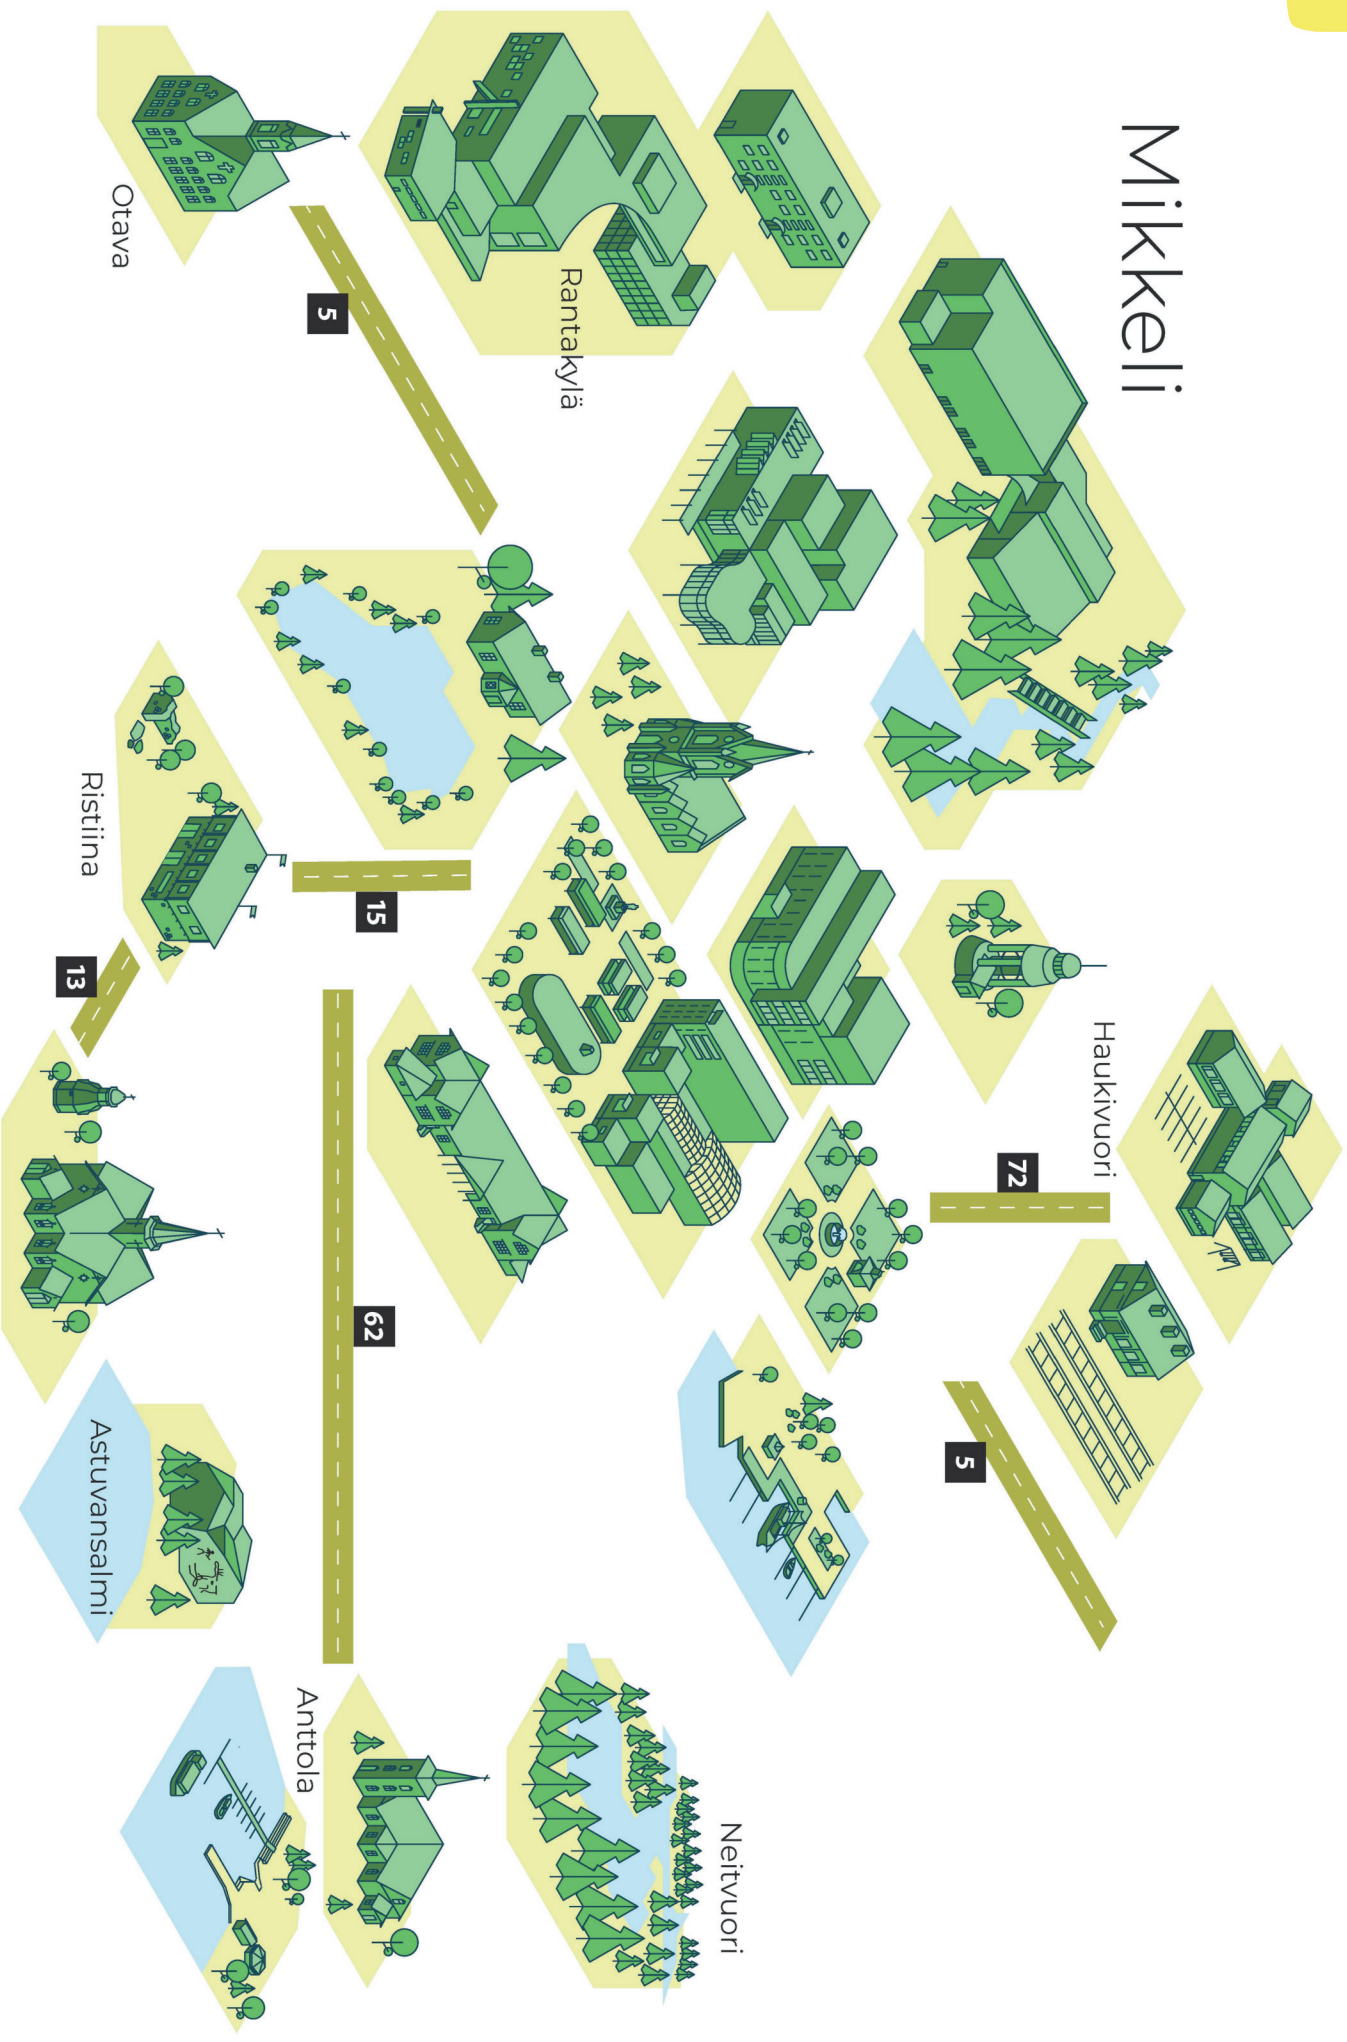 Mikkeli
Haukivuori
72
5
Neitvuori
Rantakylä
5
Otava
15
62
Anttola
Ristiina
13
Astuvansalmi